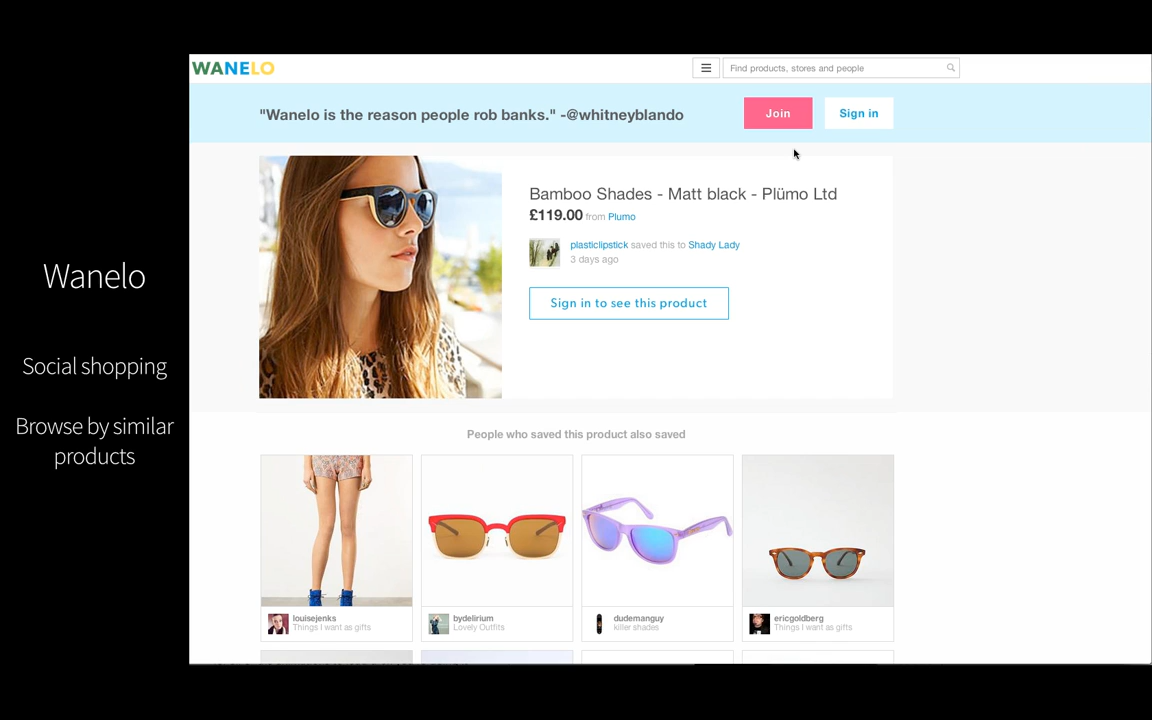 WANELO
Find products, stores and people
"Wanelo is the reason people rob banks." -@whitneyblando
Join
Sign in
Bamboo Shades - Matt black - Plümo Ltd
£119.00 from Plumo
plasticlipstick saved this to Shady Lady
3 days ago
Sign in to see this product
Wanelo
Social shopping
Browse by similar
products
People who saved this product also saved
louisejenks
Things I want as gifts
bydelirium
Lovely Outfits
dudemanguy
killer shades
ericgoldberg
Things I want as gifts